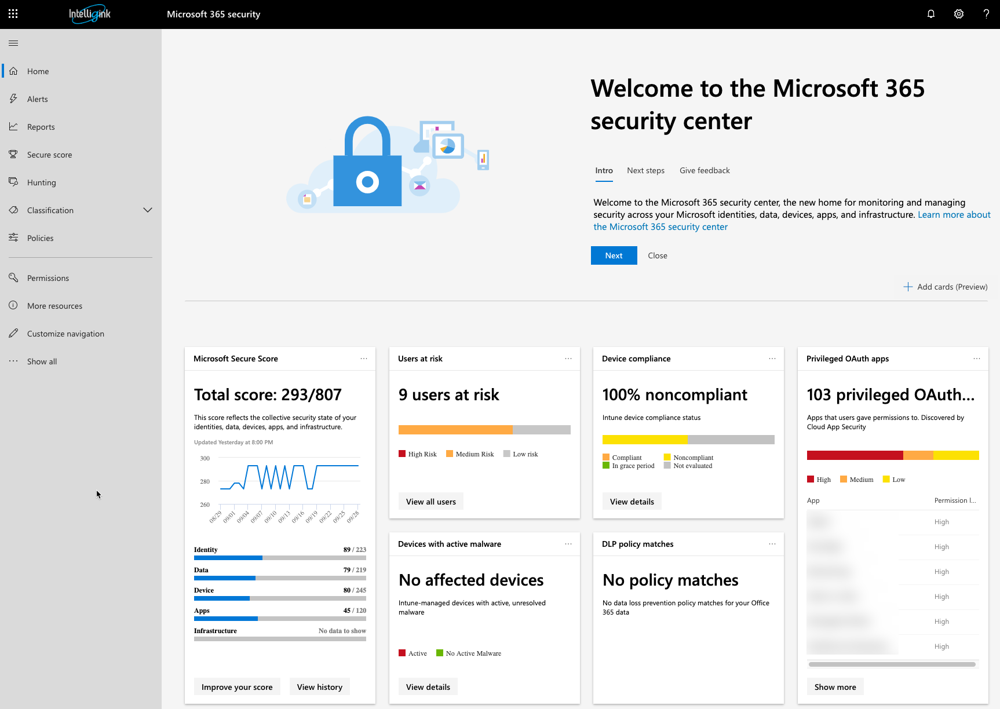 Intelligink
Microsoft 365 security
Home
Alerts
Reports
Secure score
Hunting
Classification
Policies
Permissions
More resources
Customize navigation
Show all
Welcome to the Microsoft 365
security center
Intro Next steps Give feedback
Welcome to the Microsoft 365 security center, the new home for monitoring and managing
security across your Microsoft identities, data, devices, apps, and infrastructure. Learn more about
the Microsoft 365 security center
Next Close
Add cards (Preview)
Microsoft Secure Score
Total score: 293/807
This score reflects the collective security state of your
identities, data, devices, apps, and infrastructure.
Updated Yesterday at 8:00 PM
300
280
260
08/29 09/01 09/04 09/07 09/10 09/13 09/16 09/19 09/22 09/25 09/28
Identity 89 / 223
Data 79 / 219
Device 80 / 245
Apps 45 / 120
Infrastructure No data to show
Improve your score View history
Users at risk
9 users at risk
High Risk Medium Risk Low risk
View all users
Device compliance
100% noncompliant
Intune device compliance status
Compliant Noncompliant
In grace period Not evaluated
View details
Devices with active malware
No affected devices
Intune-managed devices with active, unresolved
malware
Active No Active Malware
View details
DLP policy matches
No policy matches
No data loss prevention policy matches for your Office
365 data
Privileged OAuth apps
103 privileged OAuth...
Apps that users gave permissions to. Discovered by
Cloud App Security
High Medium Low
App Permission l...
High
High
High
High
High
High
Show more